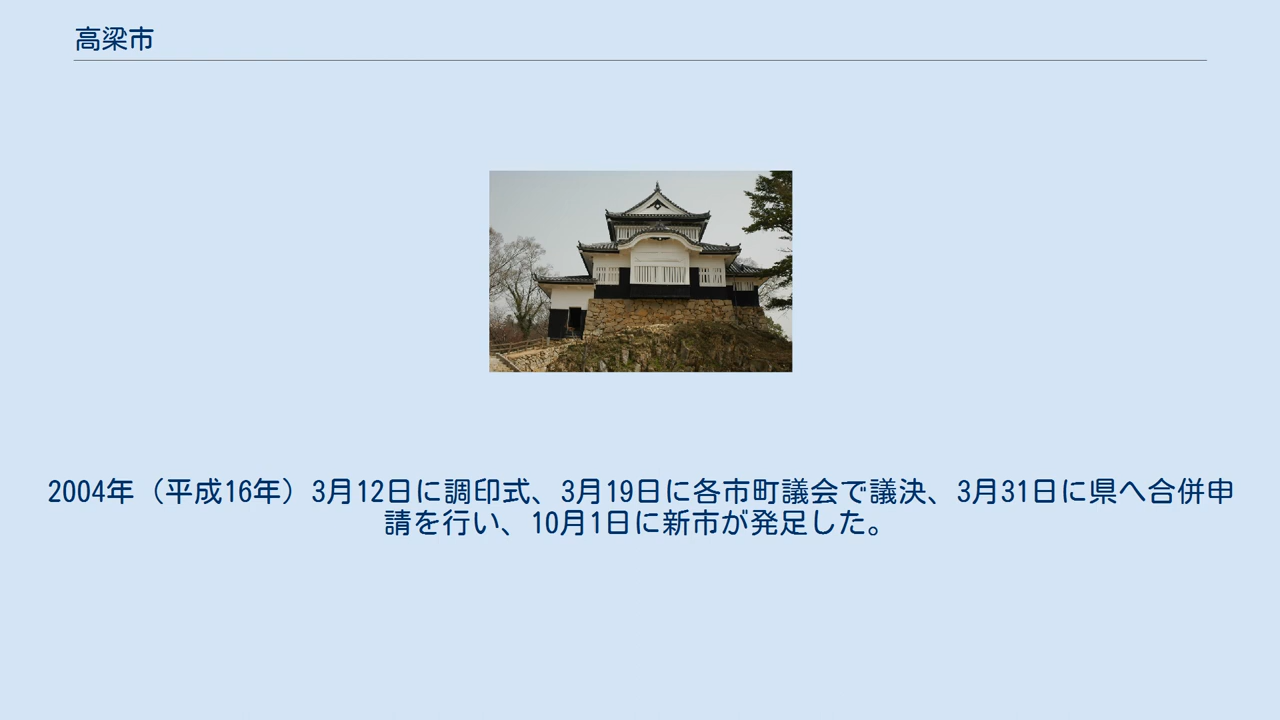 高梁市
2004年（平成16年）3月12日に調印式、3月19日に各市町議会で議決、3月31日に県へ合併申
請を行い、10月1日に新市が発足した。